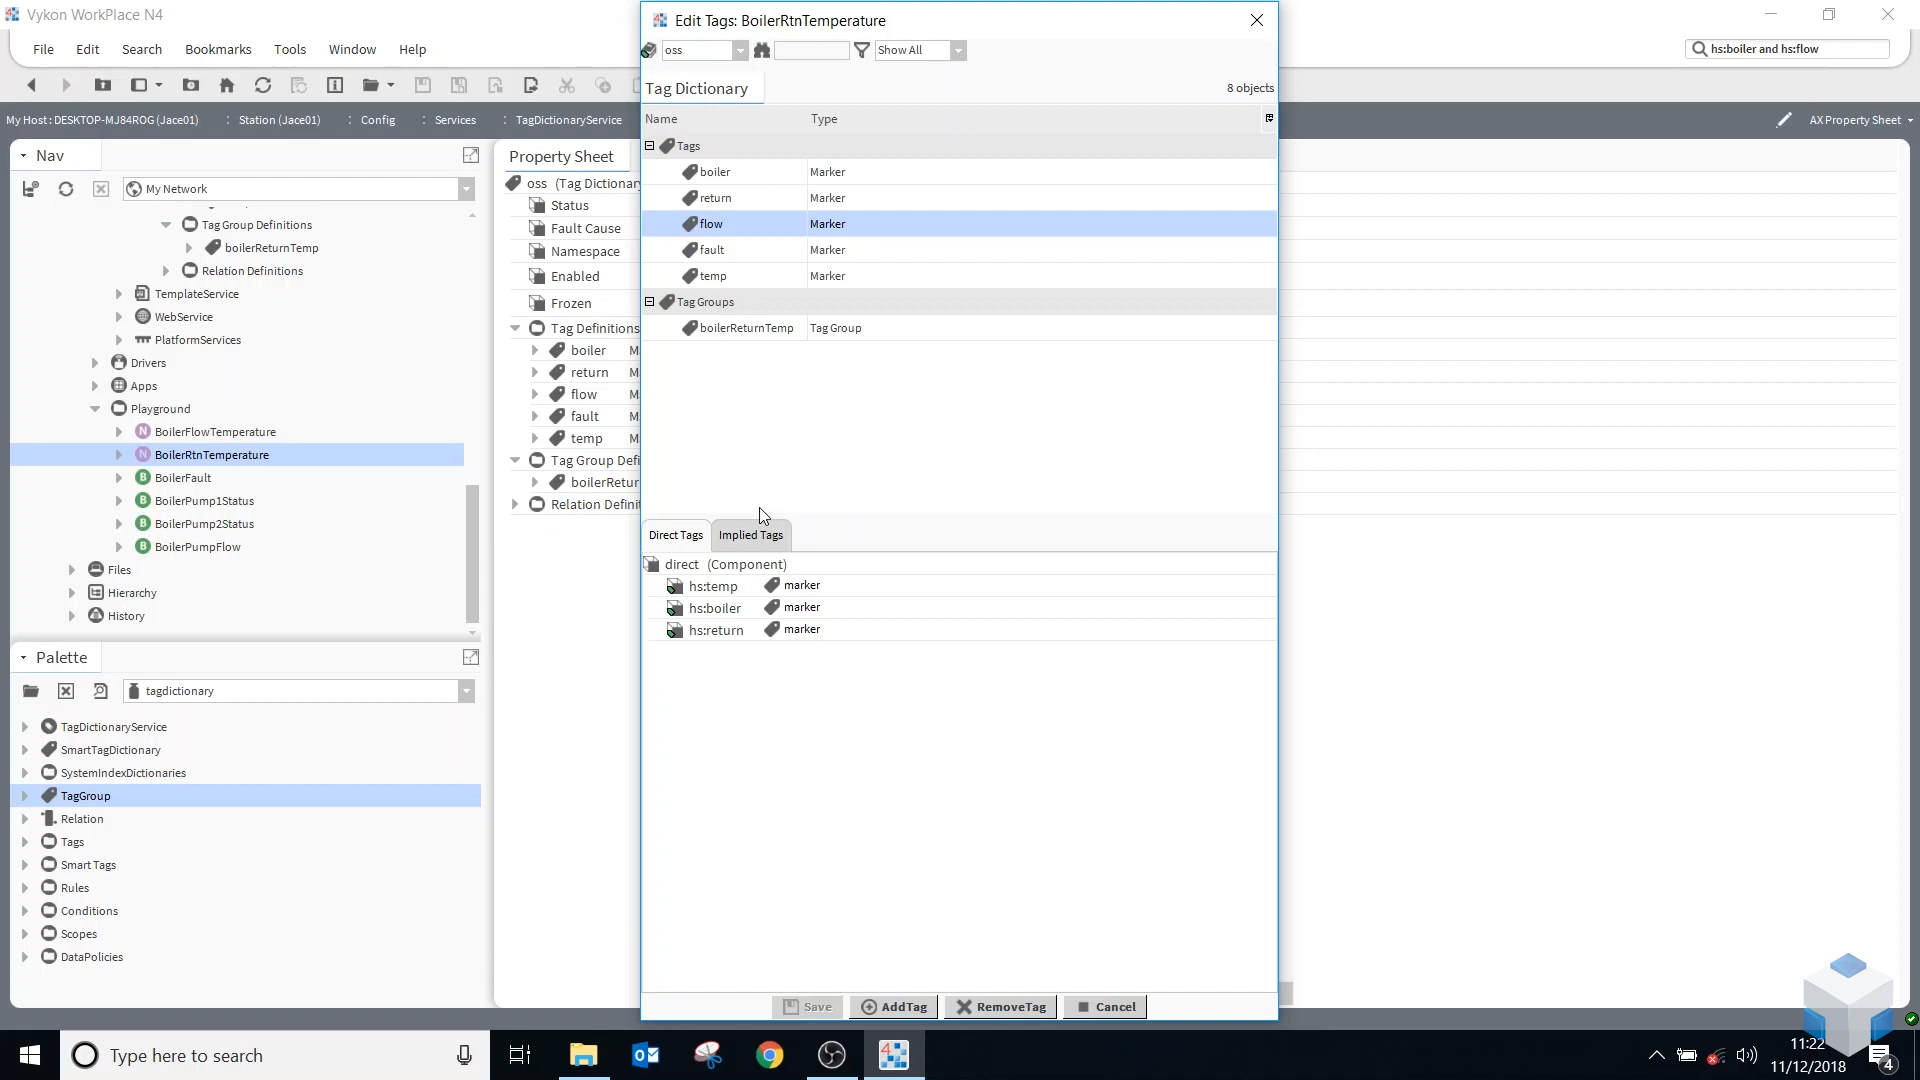 Vykon WorkPlace N4
File Edit Search Bookmarks Tools Window Help
hs:boiler and hs:flow
My Host : DESKTOP-MJ84ROG (Jace01) : Station (Jace01) : Config : Services : TagDictionaryService
AX Property Sheet
Nav
My Network
Tag Group Definitions
boilerReturnTemp
Relation Definitions
TemplateService
WebService
PlatformServices
Drivers
Apps
Playground
BoilerFlowTemperature
BoilerRtnTemperature
BoilerFault
BoilerPump1Status
BoilerPump2Status
BoilerPumpFlow
Files
Hierarchy
History
Palette
tagdictionary
TagDictionaryService
SmartTagDictionary
SystemIndexDictionaries
TagGroup
Relation
Tags
Smart Tags
Rules
Conditions
Scopes
DataPolicies
Property Sheet
oss (Tag Dictionary
Status
Fault Cause
Namespace
Enabled
Frozen
Tag Definitions
boiler M
return M
flow M
fault M
temp M
Tag Group Defi
boilerRetur
Relation Definit
Edit Tags: BoilerRtnTemperature
oss
Show All
Tag Dictionary
8 objects
Name Type
Tags
boiler Marker
return Marker
flow Marker
fault Marker
temp Marker
Tag Groups
boilerReturnTemp Tag Group
Direct Tags Implied Tags
direct (Component)
hs:temp marker
hs:boiler marker
hs:return marker
Save AddTag RemoveTag Cancel
Type here to search
11:22
11/12/2018
4